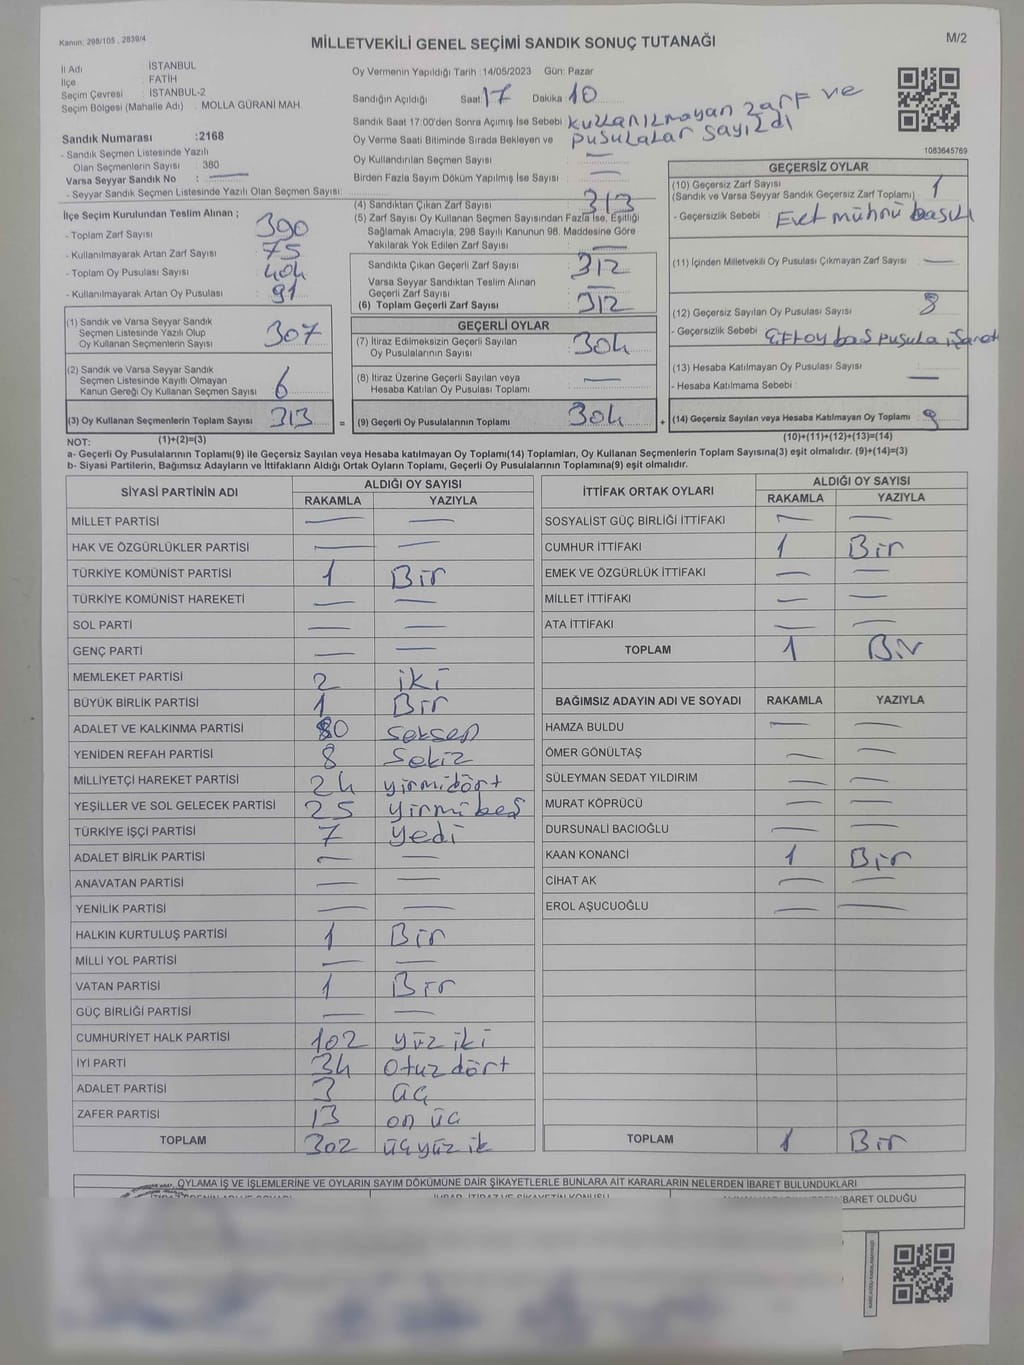 Kanun: 298/105 , 2839/4
MİLLETVEKİLİ GENEL SEÇİMİ SANDIK SONUÇ TUTANAĞI
M/2
İl Adı : İSTANBUL
İlçe : FATİH
Seçim Çevresi : İSTANBUL-2
Seçim Bölgesi (Mahalle Adı) : MOLLA GÜRANİ MAH.
Oy Vermenin Yapıldığı Tarih :14/05/2023 Gün: Pazar
Sandığın Açıldığı Saat 17 Dakika 10
Sandık Saat 17:00'den Sonra Açılmış İse Sebebi kullanılmayan zarf ve
pusulalar sayıldı
Oy Verme Saati Bitiminde Sırada Bekleyen ve
Oy Kullandırılan Seçmen Sayısı : —
Birden Fazla Sayım Döküm Yapılmış İse Sayısı : —
1083645769
Sandık Numarası :2168
- Sandık Seçmen Listesinde Yazılı
Olan Seçmenlerin Sayısı : 380
Varsa Seyyar Sandık No : —
- Seyyar Sandık Seçmen Listesinde Yazılı Olan Seçmen Sayısı:
İlçe Seçim Kurulundan Teslim Alınan ;
- Toplam Zarf Sayısı : 390
- Kullanılmayarak Artan Zarf Sayısı : 75
- Toplam Oy Pusulası Sayısı : 404
- Kullanılmayarak Artan Oy Pusulası : 91
(1) Sandık ve Varsa Seyyar Sandık
Seçmen Listesinde Yazılı Olup
Oy Kullanan Seçmenlerin Sayısı : 307
(2) Sandık ve Varsa Seyyar Sandık
Seçmen Listesinde Kayıtlı Olmayan
Kanun Gereği Oy Kullanan Seçmen Sayısı : 6
(3) Oy Kullanan Seçmenlerin Toplam Sayısı : 313
(4) Sandıktan Çıkan Zarf Sayısı : 313
(5) Zarf Sayısı Oy Kullanan Seçmen Sayısından Fazla İse, Eşitliği
Sağlamak Amacıyla, 298 Sayılı Kanunun 98. Maddesine Göre
Yakılarak Yok Edilen Zarf Sayısı : —
Sandıkta Çıkan Geçerli Zarf Sayısı : 312
Varsa Seyyar Sandıktan Teslim Alınan
Geçerli Zarf Sayısı :
(6) Toplam Geçerli Zarf Sayısı : 312
GEÇERLİ OYLAR
(7) İtiraz Edilmeksizin Geçerli Sayılan
Oy Pusulalarının Sayısı : 304
(8) İtiraz Üzerine Geçerli Sayılan veya
Hesaba Katılan Oy Pusulası Toplamı : —
= (9) Geçerli Oy Pusulalarının Toplamı : 304
GEÇERSİZ OYLAR
(10) Geçersiz Zarf Sayısı
(Sandık ve Varsa Seyyar Sandık Geçersiz Zarf Toplamı) : 1
- Geçersizlik Sebebi : Evet mührü basılı
(11) İçinden Milletvekili Oy Pusulası Çıkmayan Zarf Sayısı : —
(12) Geçersiz Sayılan Oy Pusulası Sayısı : 8
- Geçersizlik Sebebi : Çift oy boş pusula işaret
(13) Hesaba Katılmayan Oy Pusulası Sayısı : —
- Hesaba Katılmama Sebebi :
+ (14) Geçersiz Sayılan veya Hesaba Katılmayan Oy Toplamı : 9
NOT: (1)+(2)=(3)
(10)+(11)+(12)+(13)=(14)
a- Geçerli Oy Pusulalarının Toplamı(9) ile Geçersiz Sayılan veya Hesaba katılmayan Oy Toplamı(14) Toplamları, Oy Kullanan Seçmenlerin Toplam Sayısına(3) eşit olmalıdır. (9)+(14)=(3)
b- Siyasi Partilerin, Bağımsız Adayların ve İttifakların Aldığı Ortak Oyların Toplamı, Geçerli Oy Pusulalarının Toplamına(9) eşit olmalıdır.
SİYASİ PARTİNİN ADI ALDIĞI OY SAYISI
RAKAMLA YAZIYLA
MİLLET PARTİSİ — —
HAK VE ÖZGÜRLÜKLER PARTİSİ — —
TÜRKİYE KOMÜNİST PARTİSİ 1 Bir
TÜRKİYE KOMÜNİST HAREKETİ — —
SOL PARTİ — —
GENÇ PARTİ — —
MEMLEKET PARTİSİ 2 iki
BÜYÜK BİRLİK PARTİSİ 1 Bir
ADALET VE KALKINMA PARTİSİ 80 seksen
YENİDEN REFAH PARTİSİ 8 Sekiz
MİLLİYETÇİ HAREKET PARTİSİ 24 yirmidört
YEŞİLLER VE SOL GELECEK PARTİSİ 25 yirmibeş
TÜRKİYE İŞÇİ PARTİSİ 7 yedi
ADALET BİRLİK PARTİSİ — —
ANAVATAN PARTİSİ — —
YENİLİK PARTİSİ — —
HALKIN KURTULUŞ PARTİSİ 1 Bir
MİLLİ YOL PARTİSİ — —
VATAN PARTİSİ 1 Bir
GÜÇ BİRLİĞİ PARTİSİ — —
CUMHURİYET HALK PARTİSİ 102 yüz iki
İYİ PARTİ 34 otuz dört
ADALET PARTİSİ 3 üç
ZAFER PARTİSİ 13 on üç
TOPLAM 302 üçyüz ik
İTTİFAK ORTAK OYLARI ALDIĞI OY SAYISI
RAKAMLA YAZIYLA
SOSYALİST GÜÇ BİRLİĞİ İTTİFAKI — —
CUMHUR İTTİFAKI 1 Bir
EMEK VE ÖZGÜRLÜK İTTİFAKI — —
MİLLET İTTİFAKI — —
ATA İTTİFAKI — —
TOPLAM 1 Bir
BAĞIMSIZ ADAYIN ADI VE SOYADI RAKAMLA YAZIYLA
HAMZA BULDU — —
ÖMER GÖNÜLTAŞ — —
SÜLEYMAN SEDAT YILDIRIM — —
MURAT KÖPRÜCÜ — —
DURSUNALİ BACIOĞLU — —
KAAN KONANCİ 1 Bir
CİHAT AK — —
EROL AŞUCUOĞLU — —
TOPLAM 1 Bir
OYLAMA İŞ VE İŞLEMLERİNE VE OYLARIN SAYIM DÖKÜMÜNE DAİR ŞİKAYETLERLE BUNLARA AİT KARARLARIN NELERDEN İBARET BULUNDUKLARI
BARET OLDUĞU